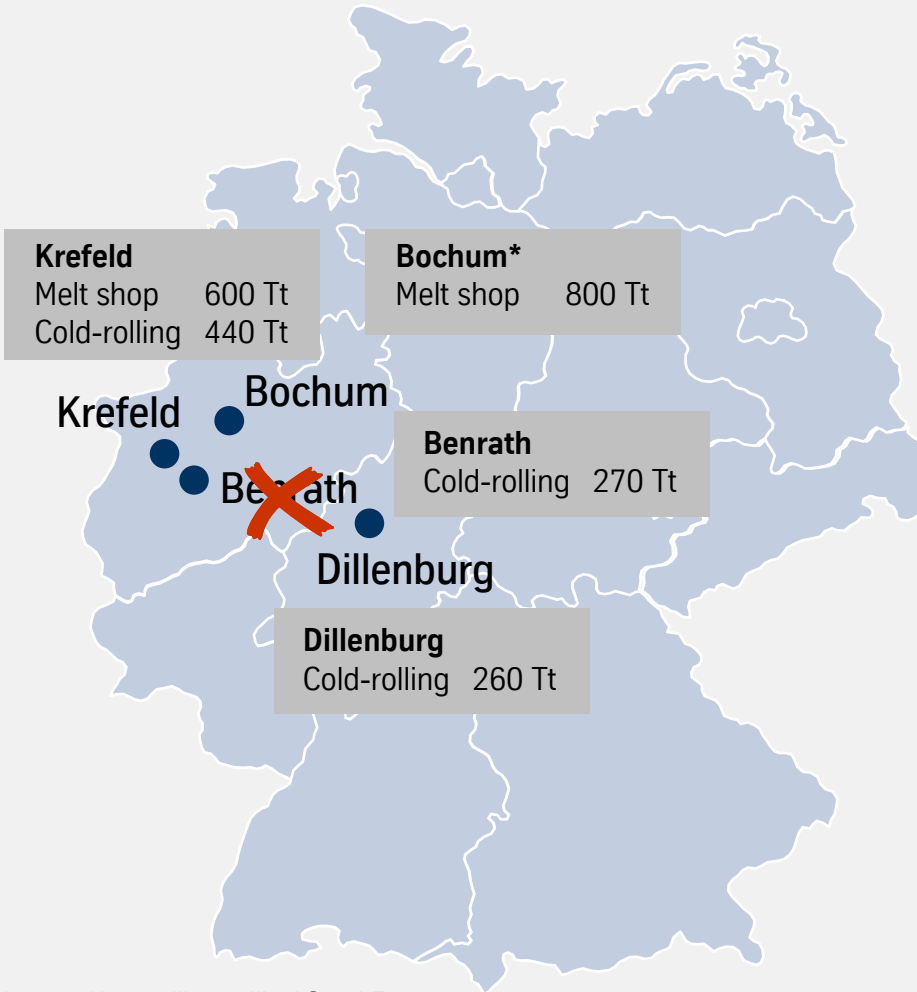 Krefeld
Melt shop 600 Tt
Cold-rolling 440 Tt
Bochum*
Melt shop 800 Tt
Bochum
Krefeld
Benrath
Cold-rolling 270 Tt
Benrath
Dillenburg
Dillenburg
Cold-rolling 260 Tt